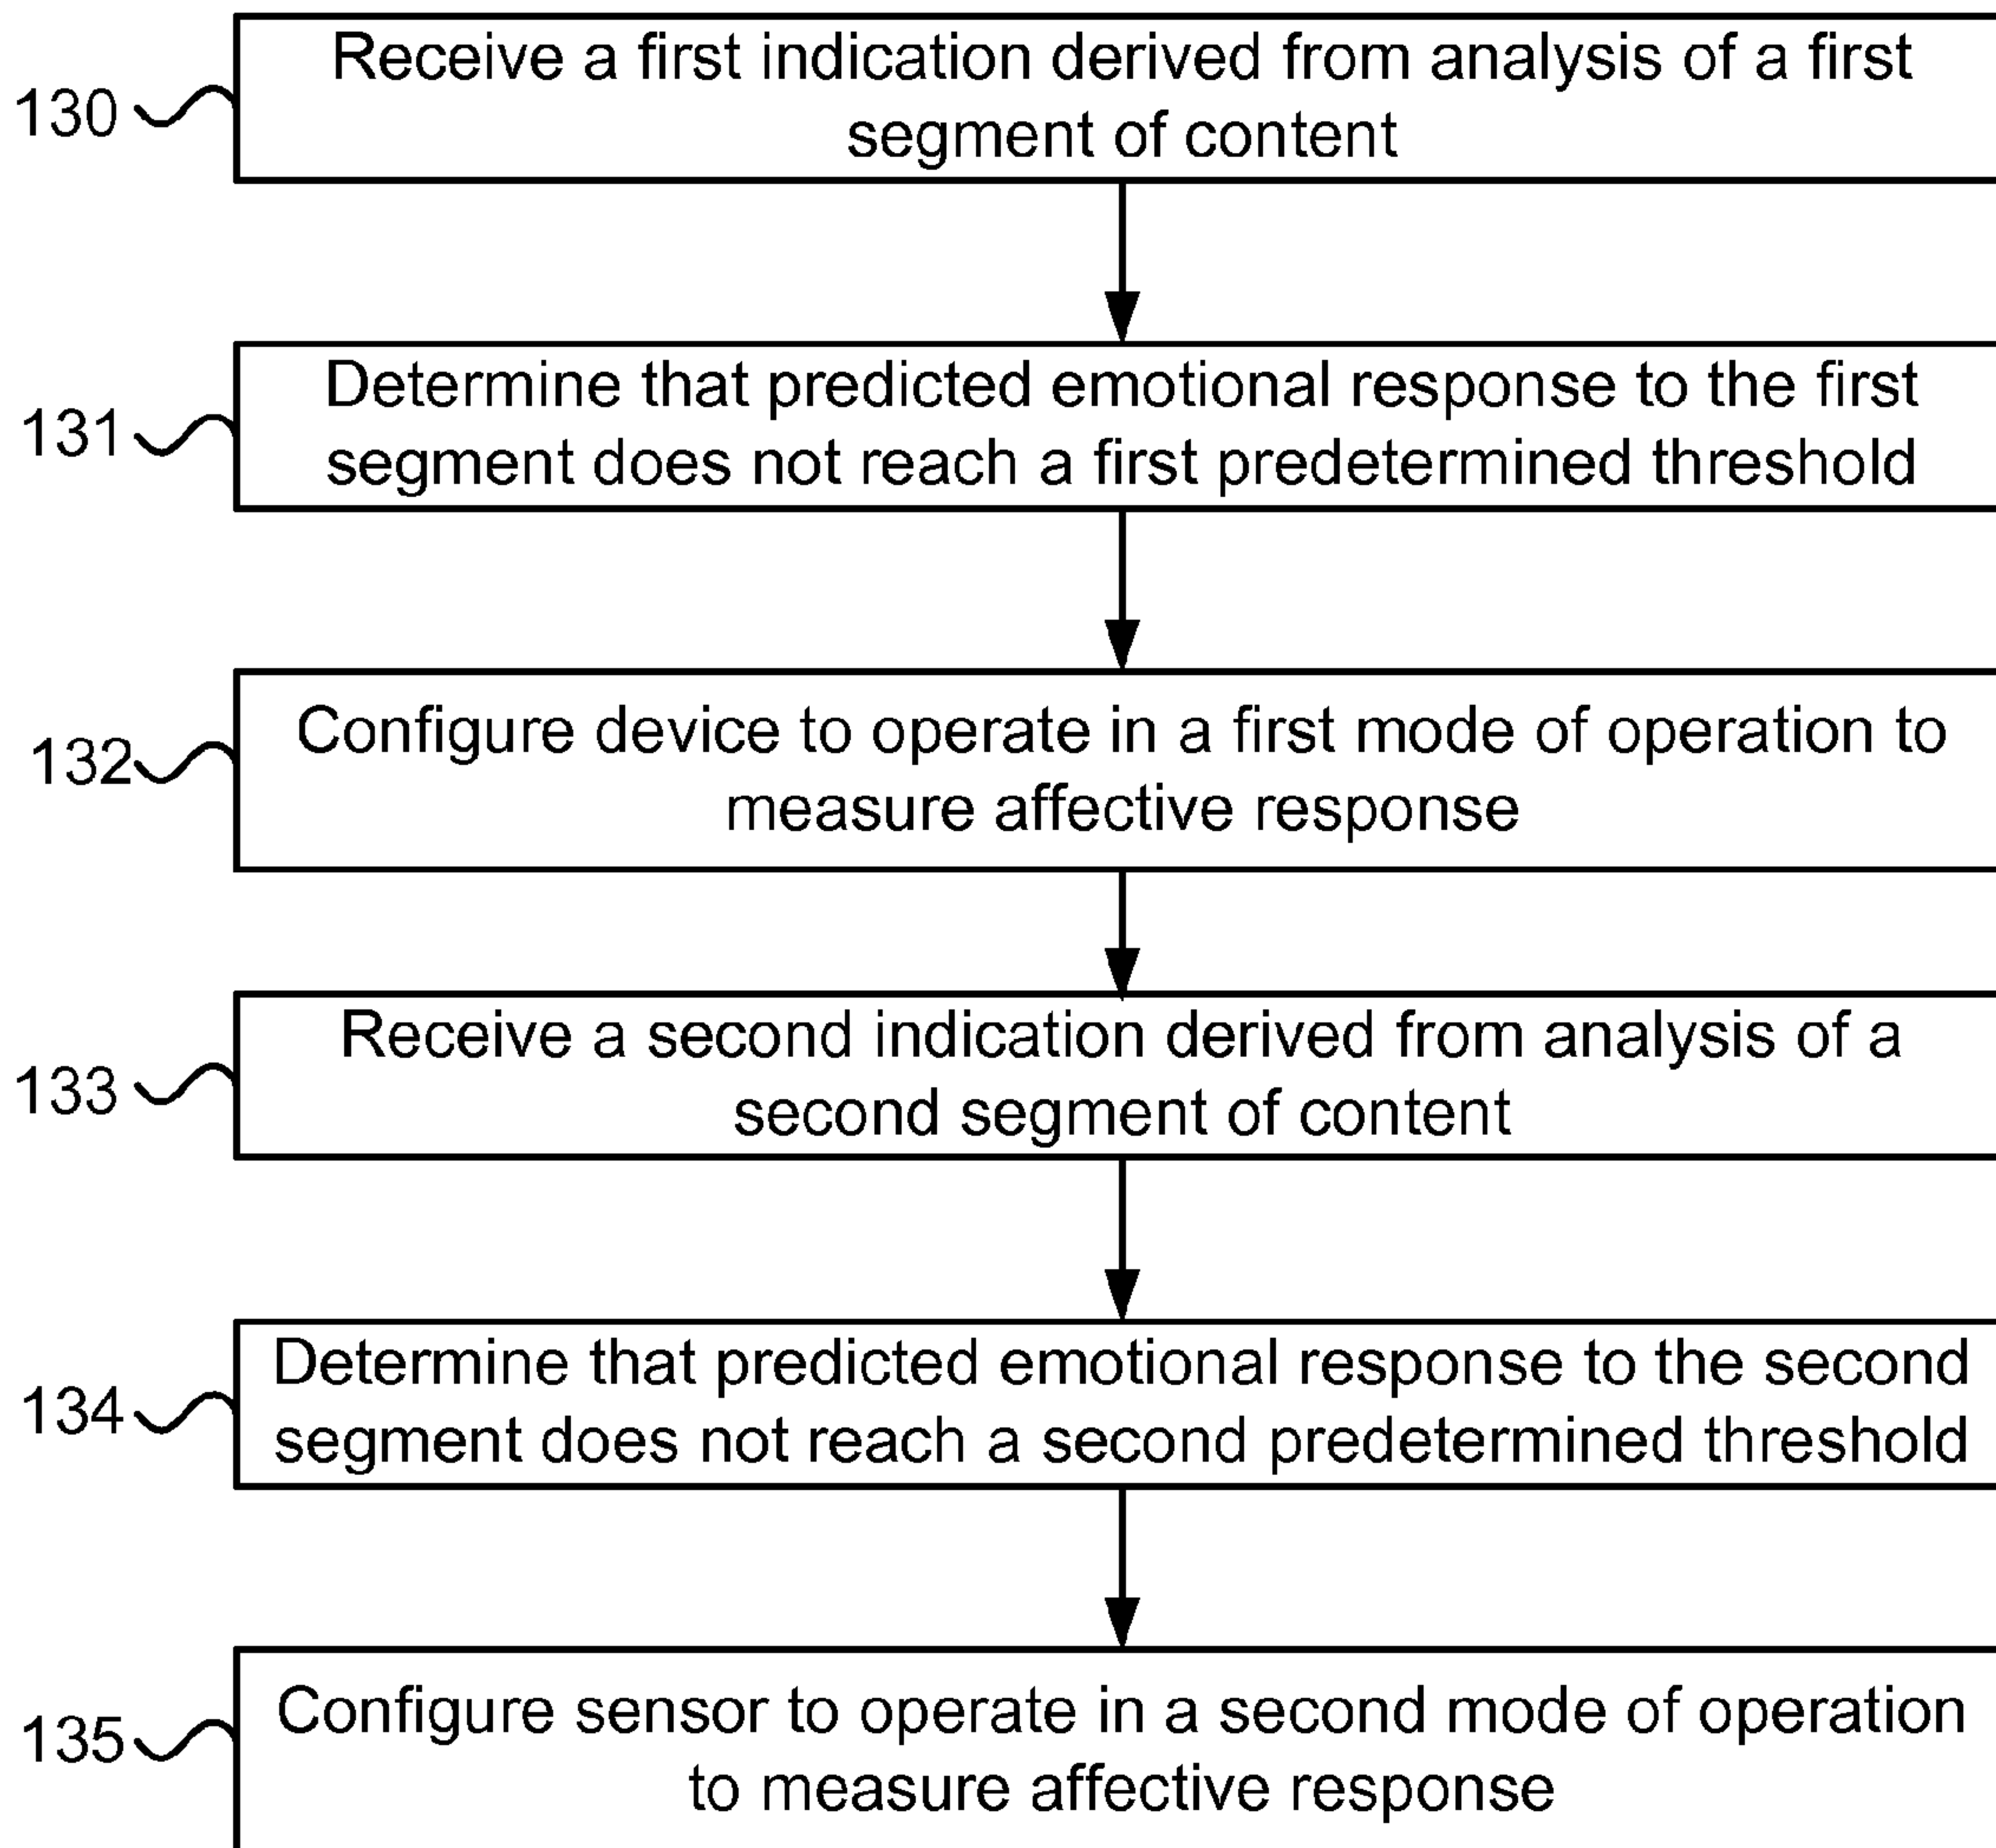 130
Receive a first indication derived from analysis of a first
segment of content
131
Determine that predicted emotional response to the first
segment does not reach a first predetermined threshold
132
Configure device to operate in a first mode of operation to
measure affective response
133
Receive a second indication derived from analysis of a
second segment of content
134
Determine that predicted emotional response to the second
segment does not reach a second predetermined threshold
135
Configure sensor to operate in a second mode of operation
to measure affective response